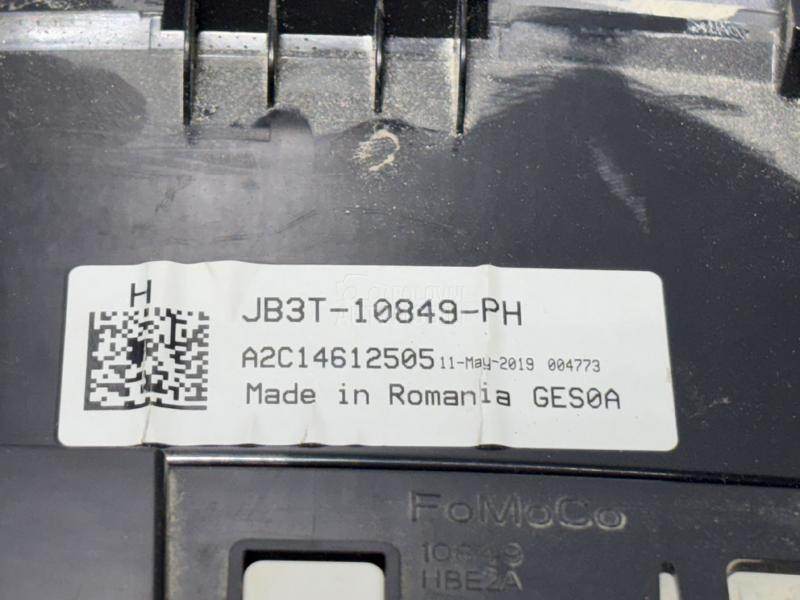 H
JB3T-10849-PH
A2C14612505 11-May-2019 004773
Made in Romania GES0A
FoMoCo
10849
HBE2A